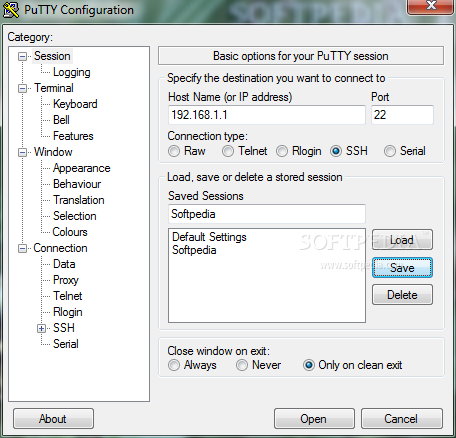 PuTTY Configuration
Category:
Session
Logging
Terminal
Keyboard
Bell
Features
Window
Appearance
Behaviour
Translation
Selection
Colours
Connection
Data
Proxy
Telnet
Rlogin
SSH
Serial
Basic options for your PuTTY session
Specify the destination you want to connect to
Host Name (or IP address) Port
192.168.1.1 22
Connection type:
Raw Telnet Rlogin SSH Serial
Load, save or delete a stored session
Saved Sessions
Softpedia
Default Settings
Softpedia
Load
Save
Delete
SOFTPEDIA
Close window on exit:
Always Never Only on clean exit
About Open Cancel